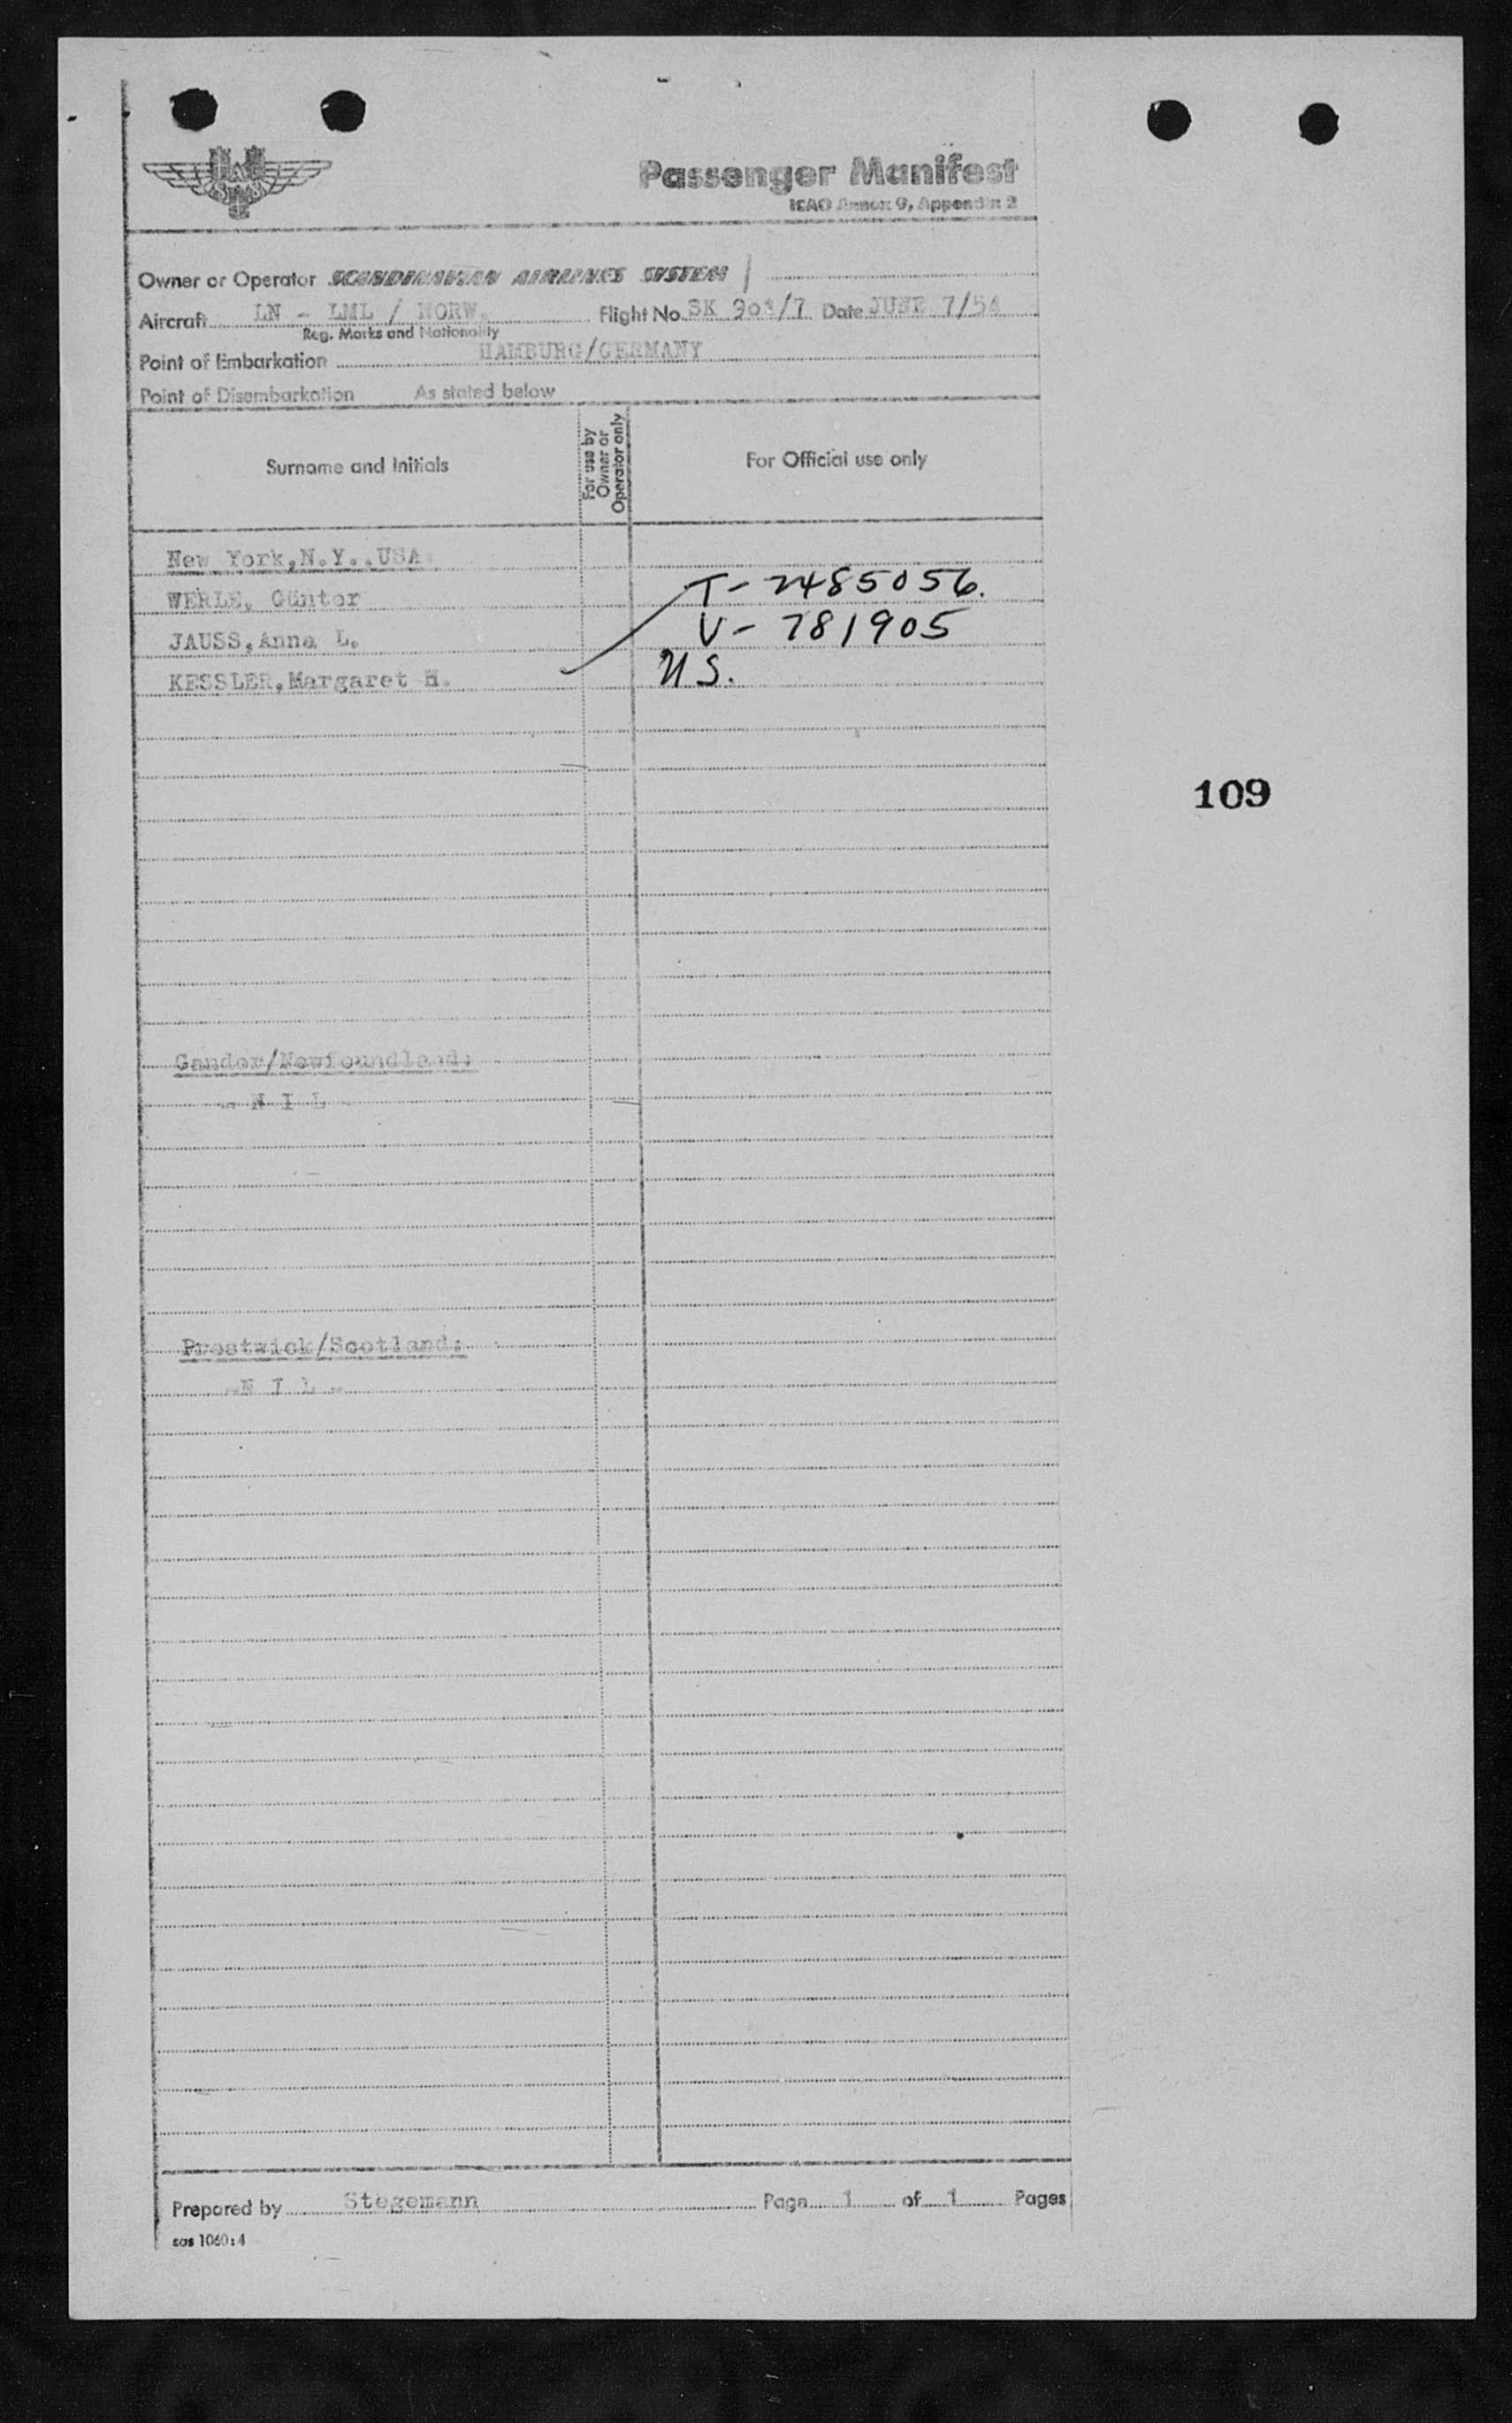 Passenger Manifest
ICAO Annex 9, Appendix 2
Owner or Operator SCANDINAVIAN AIRLINES SYSTEM
Aircraft LN - LML / NORW. Flight No. SK 903/7 Date JUNE 7/54
Reg. Marks and Nationality
Point of Embarkation HAMBURG/GERMANY
Point of Disembarkation As stated below
Surname and Initials
For use by
Owner or
Operator only
For Official use only
New York, N.Y., USA:
WERLE, Günter T- 2485056.
JAUSS, Anna L. V- 781905
KESSLER, Margaret H. US.
109
Gander/Newfoundland:
- N I L -
Prestwick/Scotland:
- N I L -
Prepared by Stegemann Page 1 of 1 Pages
sas 1060:4